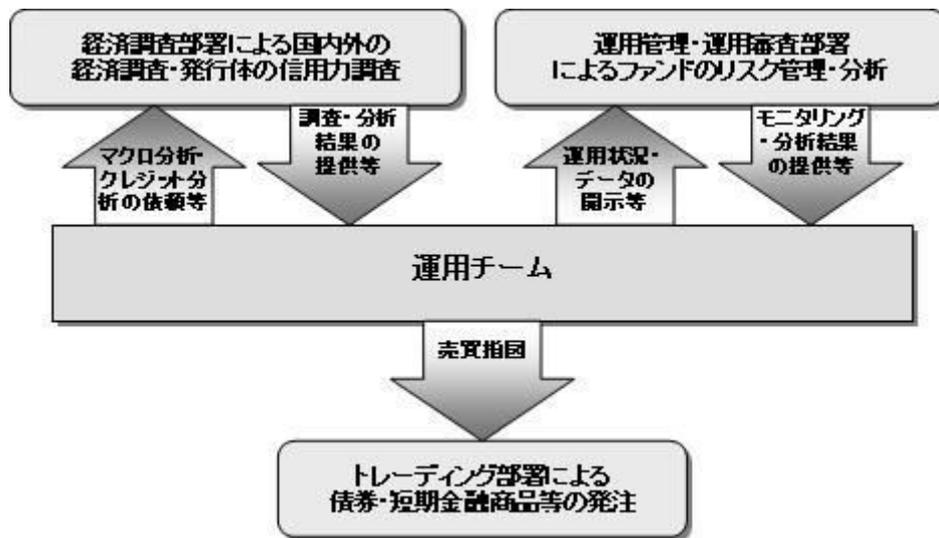 経済調査部署による国内外の
経済調査・発行体の信用力調査
運用管理・運用審査部署
によるファンドのリスク管理・分析
マクロ分析・
クレジット分
析の依頼等
調査・分析
結果の
提供等
運用状況・
データの
開示等
モニタリング
・分析結果
の提供等
運用チーム
売買指図
トレーディング部署による
債券・短期金融商品等の発注